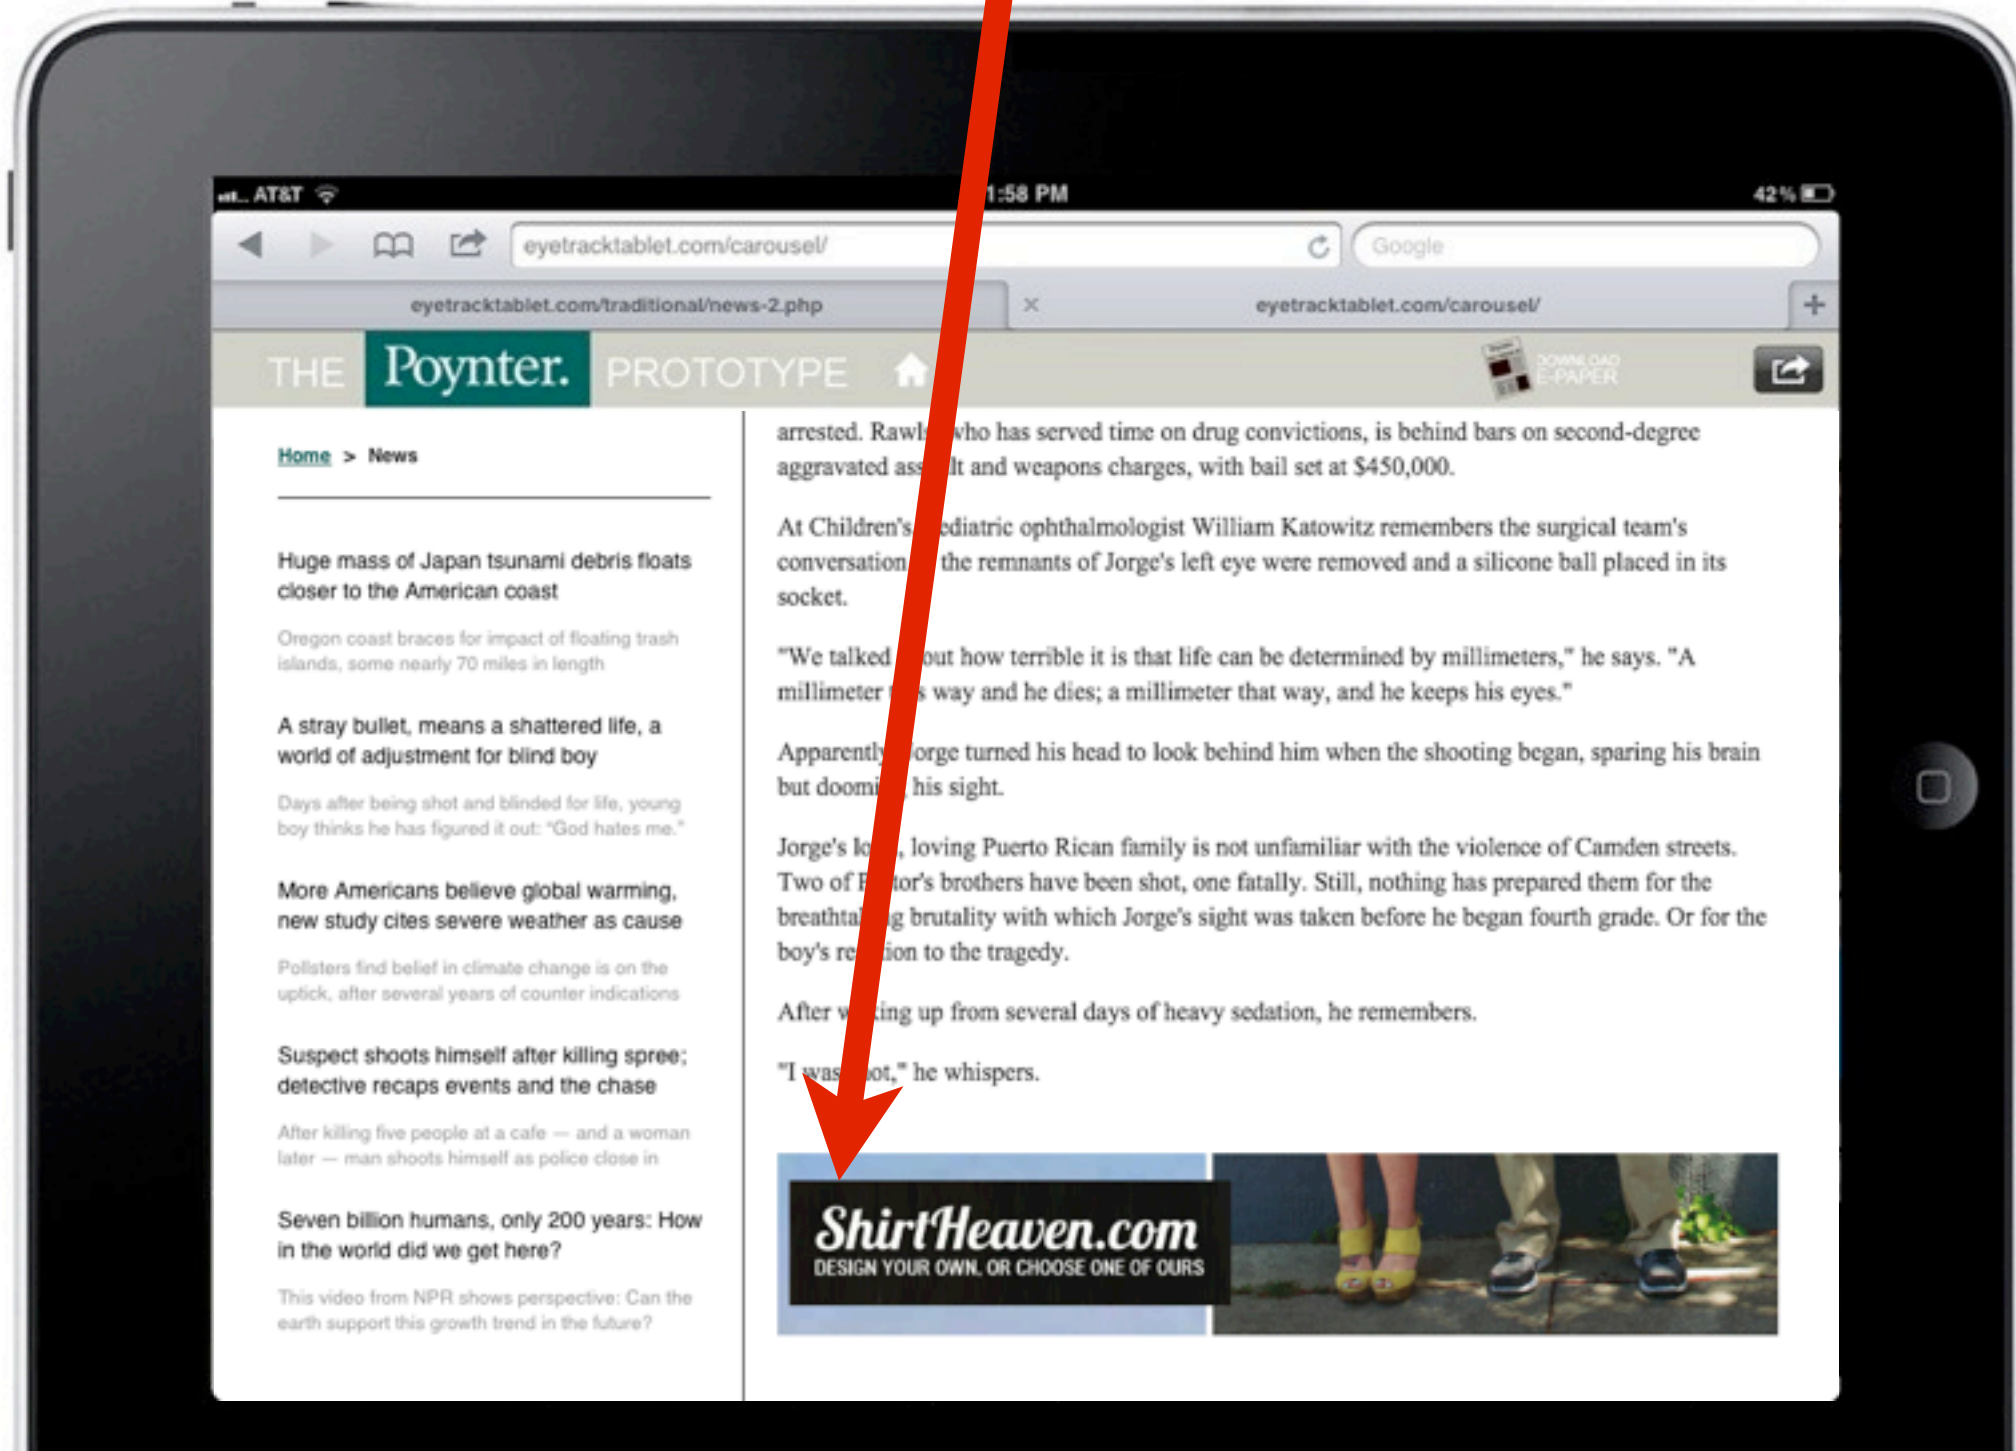 AT&T
1:58 PM
42%
eyetracktablet.com/carousel/
Google
eyetracktablet.com/traditional/news-2.php
eyetracktablet.com/carousel/
THE Poynter. PROTOTYPE
DOWNLOAD
E-PAPER
Home > News
Huge mass of Japan tsunami debris floats
closer to the American coast
Oregon coast braces for impact of floating trash
islands, some nearly 70 miles in length
A stray bullet, means a shattered life, a
world of adjustment for blind boy
Days after being shot and blinded for life, young
boy thinks he has figured it out: "God hates me."
More Americans believe global warming,
new study cites severe weather as cause
Pollsters find belief in climate change is on the
uptick, after several years of counter indications
Suspect shoots himself after killing spree;
detective recaps events and the chase
After killing five people at a cafe — and a woman
later — man shoots himself as police close in
Seven billion humans, only 200 years: How
in the world did we get here?
This video from NPR shows perspective: Can the
earth support this growth trend in the future?
arrested. who has served time on drug convictions, is behind bars on second-degree
aggravated and weapons charges, with bail set at $450,000.
At Children's, ophthalmologist William Katowitz remembers the surgical team's
conversation the remnants of Jorge's left eye were removed and a silicone ball placed in its
socket.
"We talked how terrible it is that life can be determined by millimeters," he says. "A
millimeter way and he dies; a millimeter that way, and he keeps his eyes."
Apparently turned his head to look behind him when the shooting began, sparing his brain
but his sight.
Jorge's loving Puerto Rican family is not unfamiliar with the violence of Camden streets.
Two of brothers have been shot, one fatally. Still, nothing has prepared them for the
brutality with which Jorge's sight was taken before he began fourth grade. Or for the
boy's to the tragedy.
After up from several days of heavy sedation, he remembers.
"I was he whispers.
ShirtHeaven.com
DESIGN YOUR OWN, OR CHOOSE ONE OF OURS